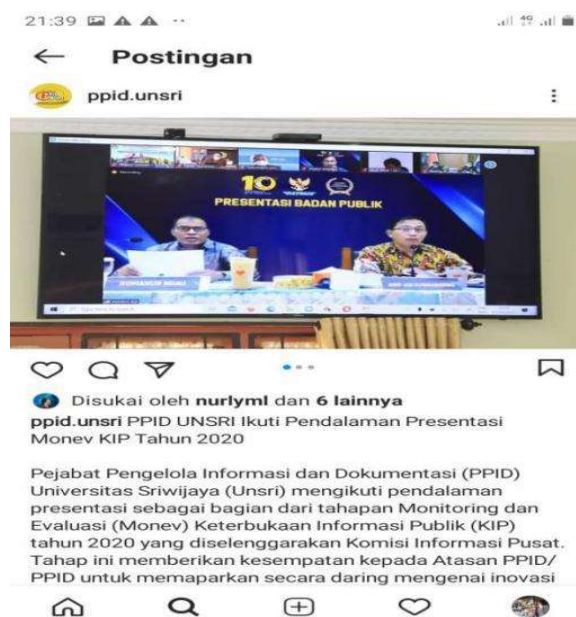 21:39
Postingan
ppid.unsri
10
PRESENTASI BADAN PUBLIK
Disukai oleh nurlyml dan 6 lainnya
ppid.unsri PPID UNSRI Ikuti Pendalaman Presentasi
Monev KIP Tahun 2020
Pejabat Pengelola Informasi dan Dokumentasi (PPID)
Universitas Sriwijaya (Unsri) mengikuti pendalaman
presentasi sebagai bagian dari tahapan Monitoring dan
Evaluasi (Monev) Keterbukaan Informasi Publik (KIP)
tahun 2020 yang diselenggarakan Komisi Informasi Pusat.
Tahap ini memberikan kesempatan kepada Atasan PPID/
PPID untuk memaparkan secara daring mengenai inovasi